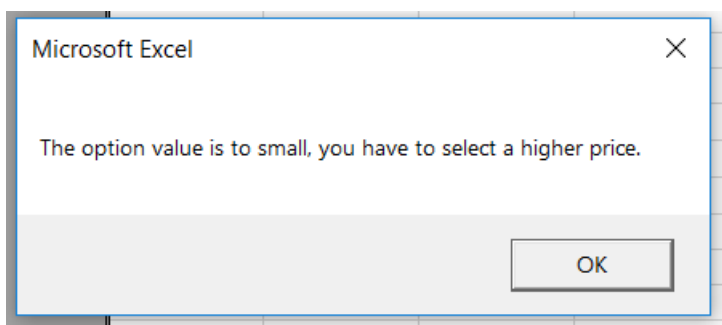 Microsoft Excel
The option value is to small, you have to select a higher price.
OK